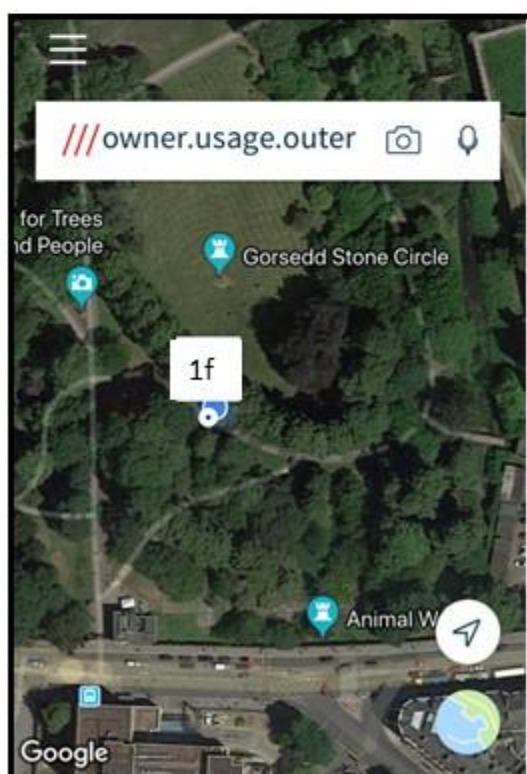 ///owner.usage.outer
for Trees
nd People
Gorsedd Stone Circle
1f
Animal W
Google